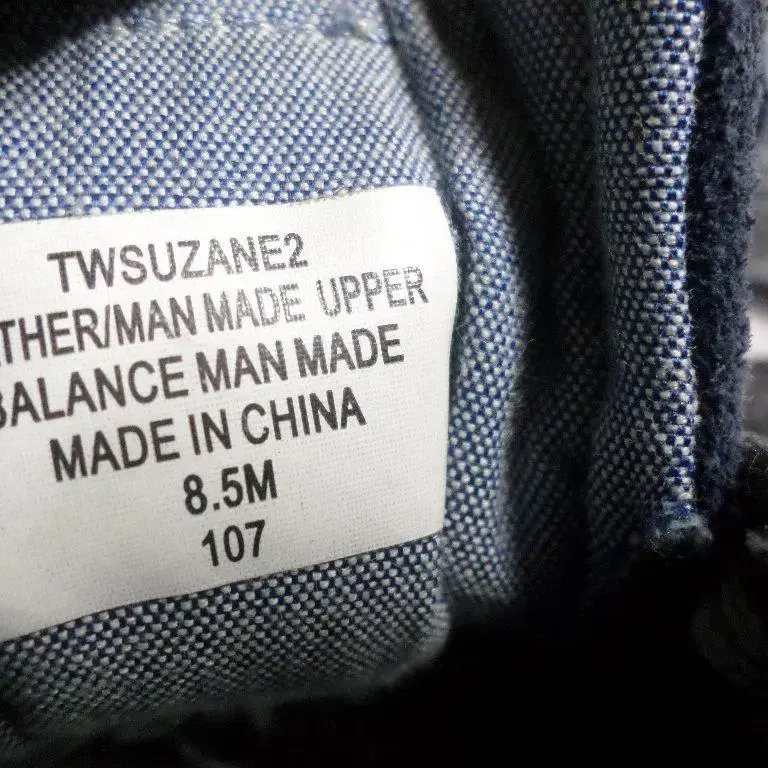 TWSUZANE2
THER/MAN MADE UPPER
BALANCE MAN MADE
MADE IN CHINA
8.5M
107